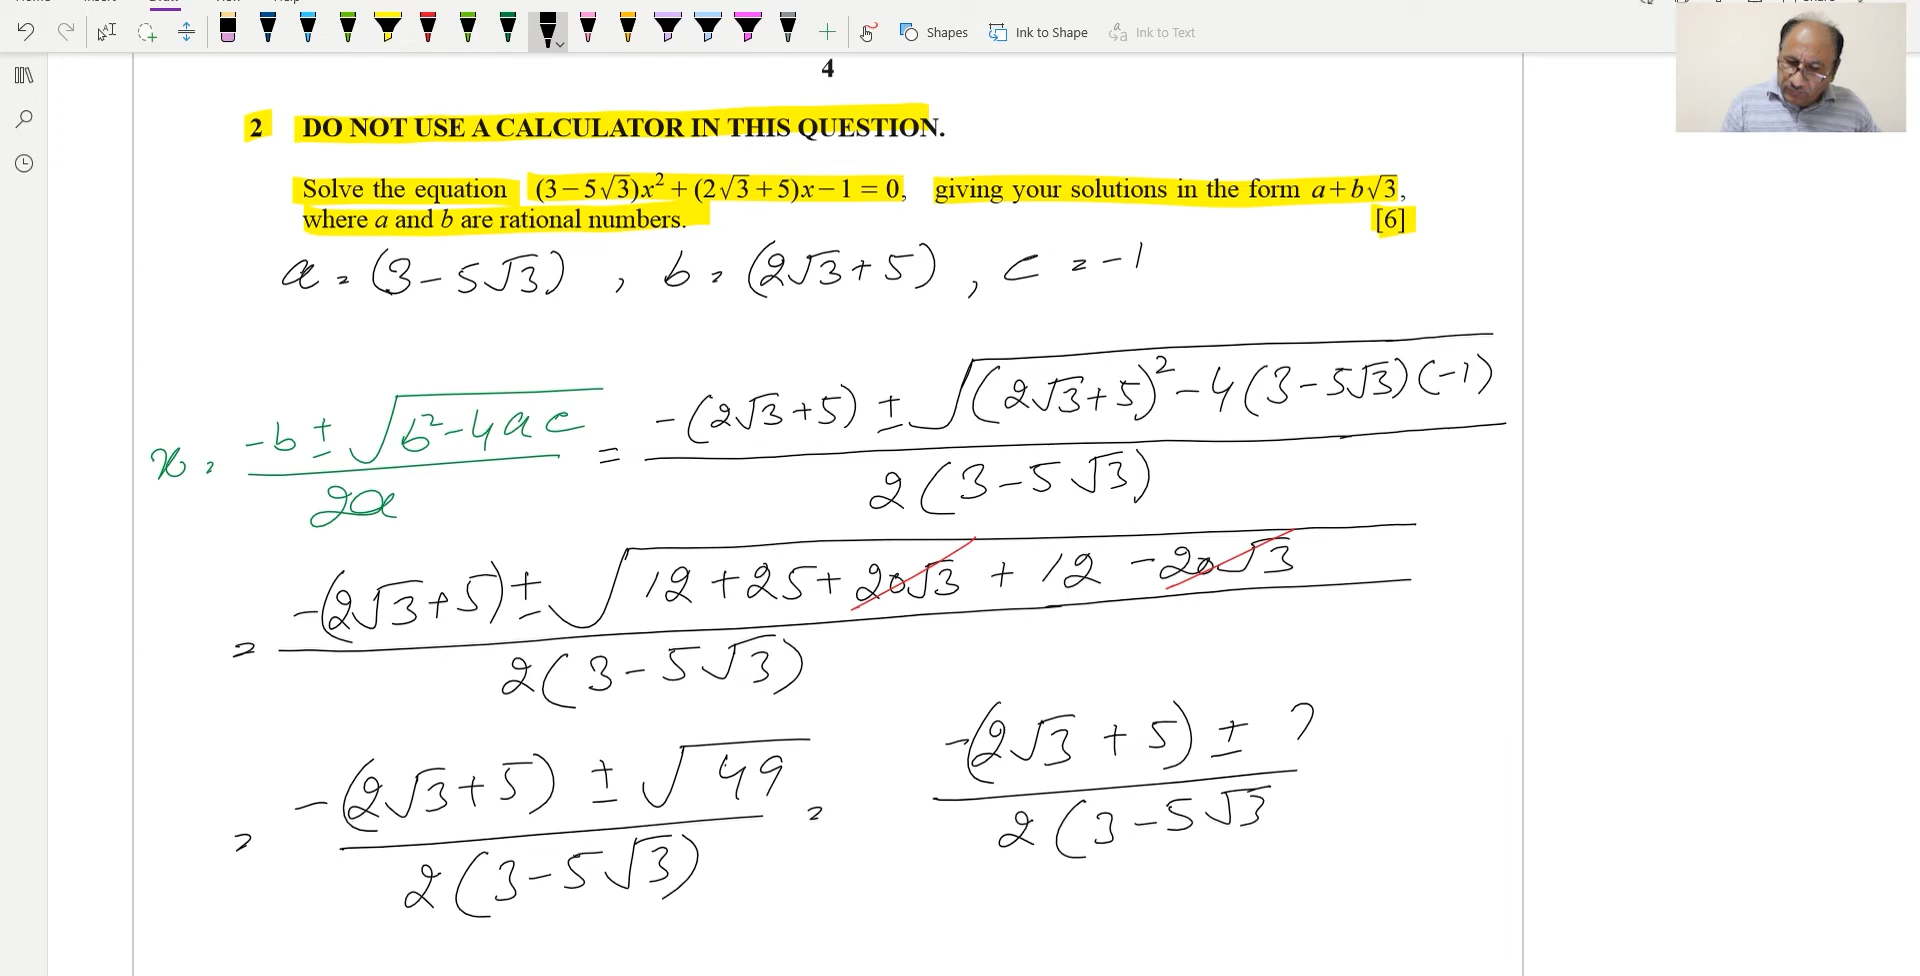 Shapes Ink to Shape Ink to Text
4
2 DO NOT USE A CALCULATOR IN THIS QUESTION.
Solve the equation (3−5√3)x²+(2√3+5)x−1=0, giving your solutions in the form a+b√3,
where a and b are rational numbers. [6]
a = (3−5√3), b = (2√3+5), c = −1
x = (−b ± √(b²−4ac))/2a = (−(2√3+5) ± √((2√3+5)²−4(3−5√3)(−1)))/2(3−5√3)
= (−(2√3+5) ± √(12+25+20√3+12−20√3))/2(3−5√3)
= (−(2√3+5) ± √49)/2(3−5√3) = (−(2√3+5) ± 7)/2(3−5√3